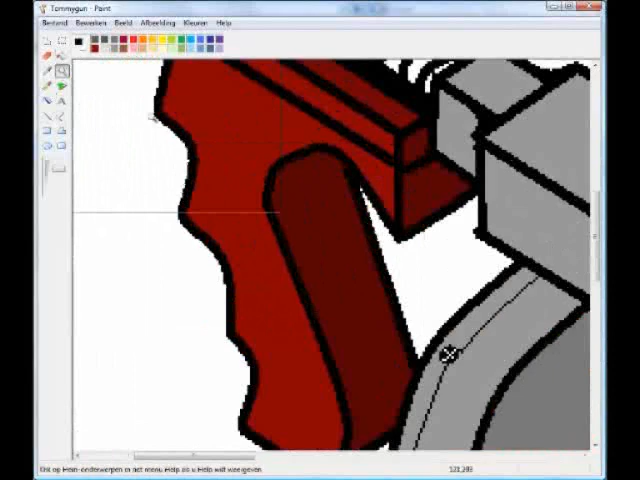 Tommygun - Paint
Bestand Bewerken Beeld Afbeelding Kleuren Help
Klik op Help-onderwerpen in het menu Help als u Help wilt weergeven.